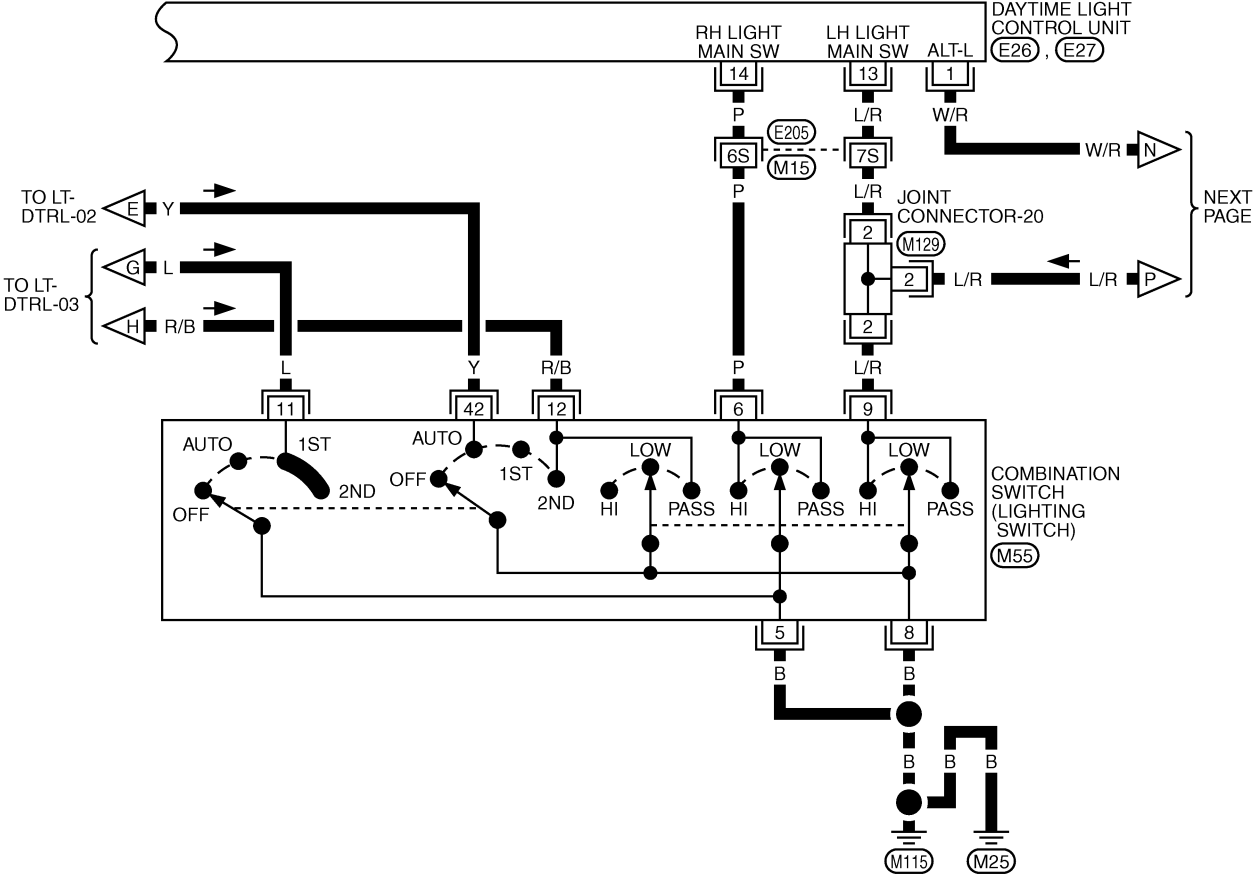 DAYTIME LIGHT
CONTROL UNIT
E26 , E27
RH LIGHT
MAIN SW
LH LIGHT
MAIN SW
ALT-L
14
13
1
P
L/R
W/R
E205
6S
7S
M15
W/R
N
P
L/R
TO LT-
DTRL-02
E
Y
JOINT
CONNECTOR-20
2
M129
NEXT
PAGE
TO LT-
DTRL-03
G
L
2
L/R
L/R
P
H
R/B
2
L
Y
R/B
P
L/R
11
42
12
6
9
AUTO
1ST
2ND
OFF
AUTO
1ST
OFF
2ND
LOW
HI
PASS
LOW
HI
PASS
LOW
HI
PASS
COMBINATION
SWITCH
(LIGHTING
SWITCH)
M55
5
8
B
B
B
B
B
M115
M25